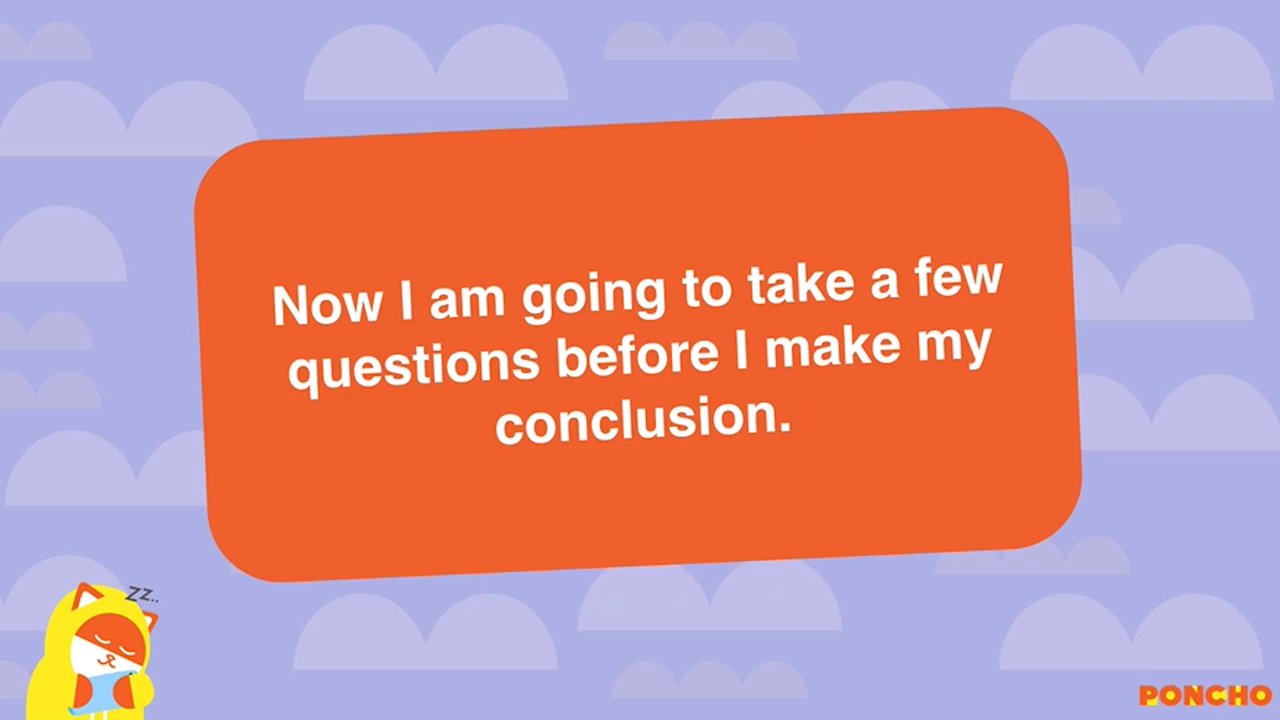 Now I am going to take a few
questions before I make my
conclusion.
zz..
PONCHO